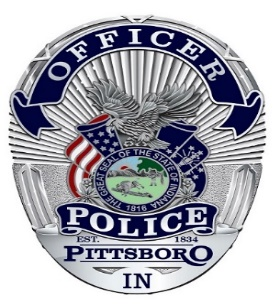 OFFICER
THE GREAT SEAL OF THE STATE OF INDIANA
1816
POLICE
EST. 1834
PITTSBORO
IN